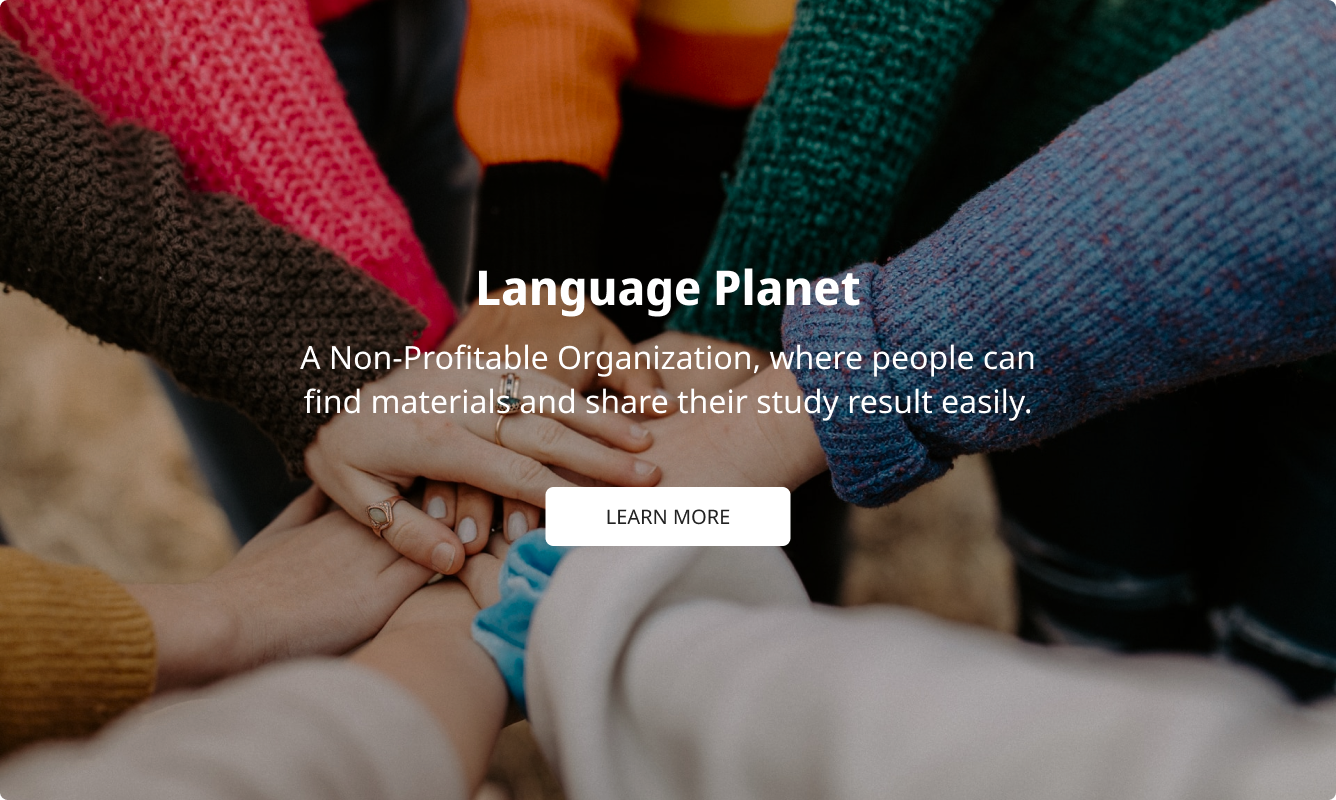 Language Planet
A Non-Profitable Organization, where people can
find materials and share their study result easily.
LEARN MORE